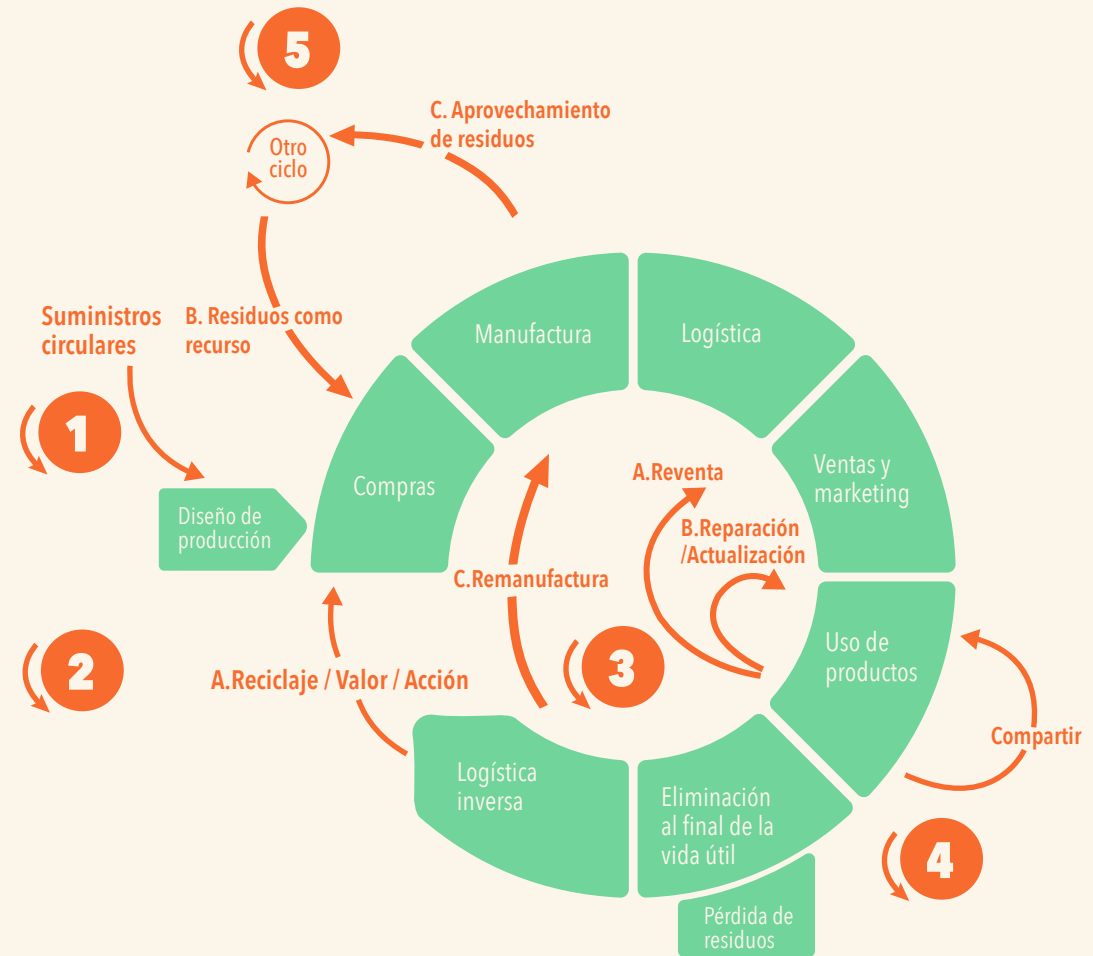 5
Otro
ciclo
C. Aprovechamiento
de residuos
Suministros
circulares
B. Residuos como
recurso
1
Diseño de
producción
Compras
Manufactura
Logística
Ventas y
marketing
A.Reventa
B.Reparación
/Actualización
C.Remanufactura
Uso de
productos
2
A.Reciclaje / Valor / Acción
3
Compartir
Logística
inversa
Eliminación
al final de la
vida útil
4
Pérdida de
residuos